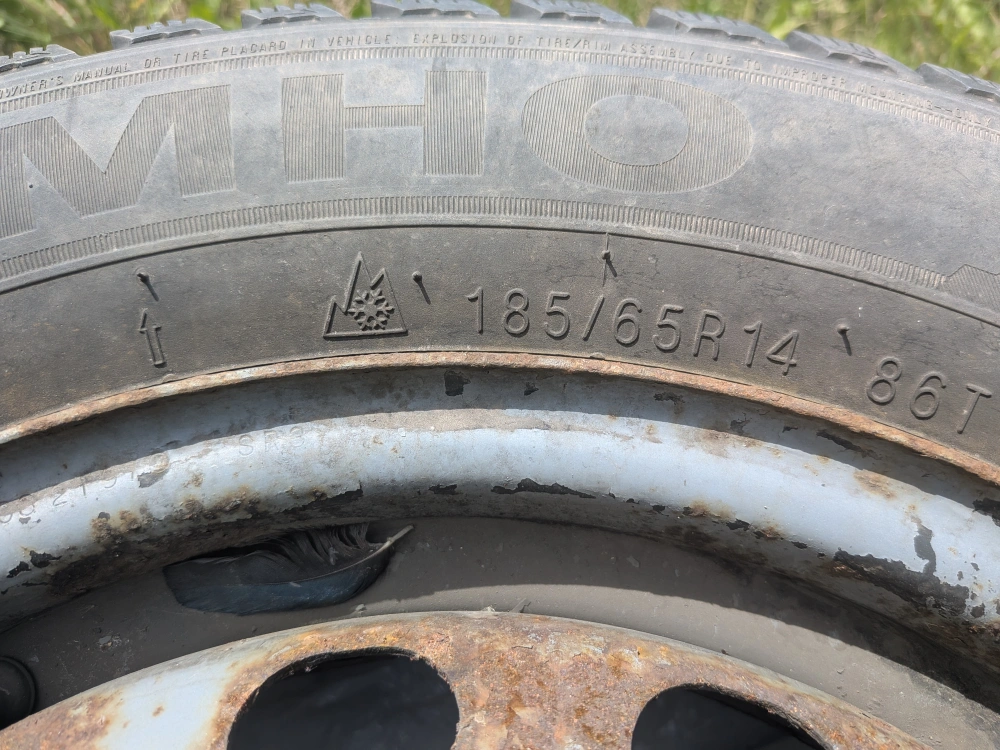 OWNER'S MANUAL OR TIRE PLACARD IN VEHICLE. EXPLOSION OF TIRE/RIM ASSEMBLY DUE TO IMPROPER
MHO
185/65R14 86T